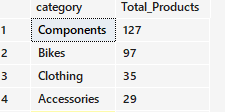 category Total_Products
1 Components 127
2 Bikes 97
3 Clothing 35
4 Accessories 29